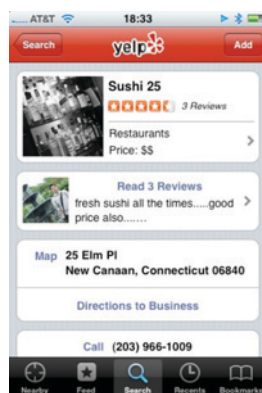 AT&T 18:33
Search yelp Add
Sushi 25
3 Reviews
Restaurants
Price: $$
Read 3 Reviews
fresh sushi all the times.....good
price also.......
Map 25 Elm Pl
New Canaan, Connecticut 06840
Directions to Business
Call (203) 966-1009
Nearby Feed Search Recents Bookmarks